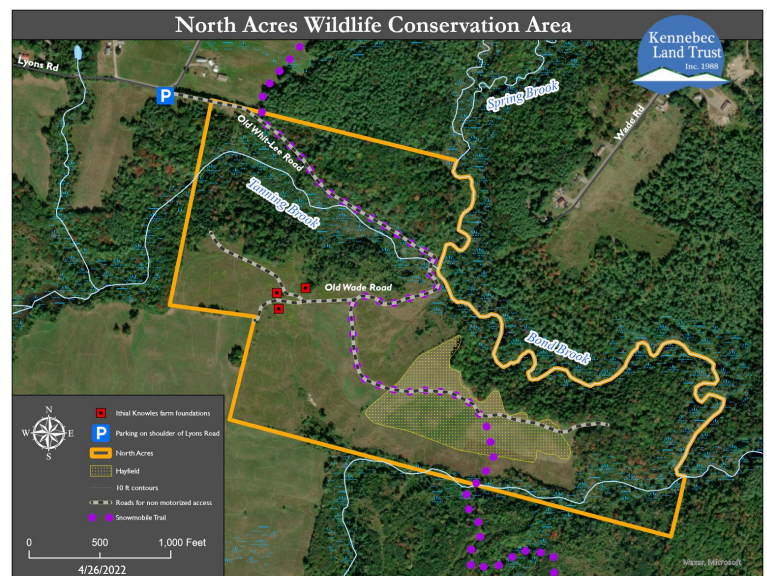 North Acres Wildlife Conservation Area
Kennebec
Land Trust
Inc. 1988
Lyons Rd
P
Spring Brook
Wade Rd
Old Whit-Lee Road
Tanning Brook
Old Wade Road
Bond Brook
N
W E
S
Ithial Knowles farm foundations
P Parking on shoulder of Lyons Road
North Acres
Hayfield
10 ft contours
Roads for non motorized access
Snowmobile Trail
0 500 1,000 Feet
4/26/2022
Maxar, Microsoft